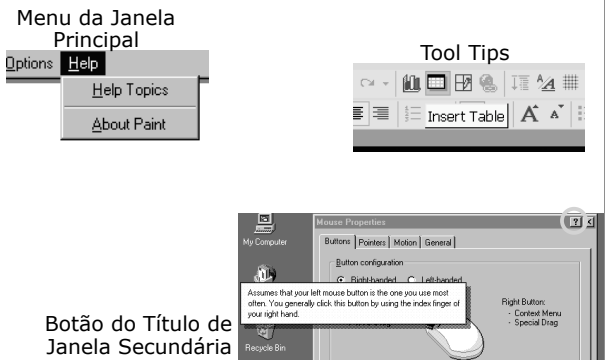 Menu da Janela
Principal
Options Help
Help Topics
About Paint
Tool Tips
Insert Table
Mouse Properties
My Computer
Buttons Pointers Motion General
Button configuration
Right-handed Left-handed
Assumes that your left mouse button is the one you use most
often. You generally click this button by using the index finger of
your right hand.
Right Button:
- Context Menu
- Special Drag
Recycle Bin
Botão do Título de
Janela Secundária